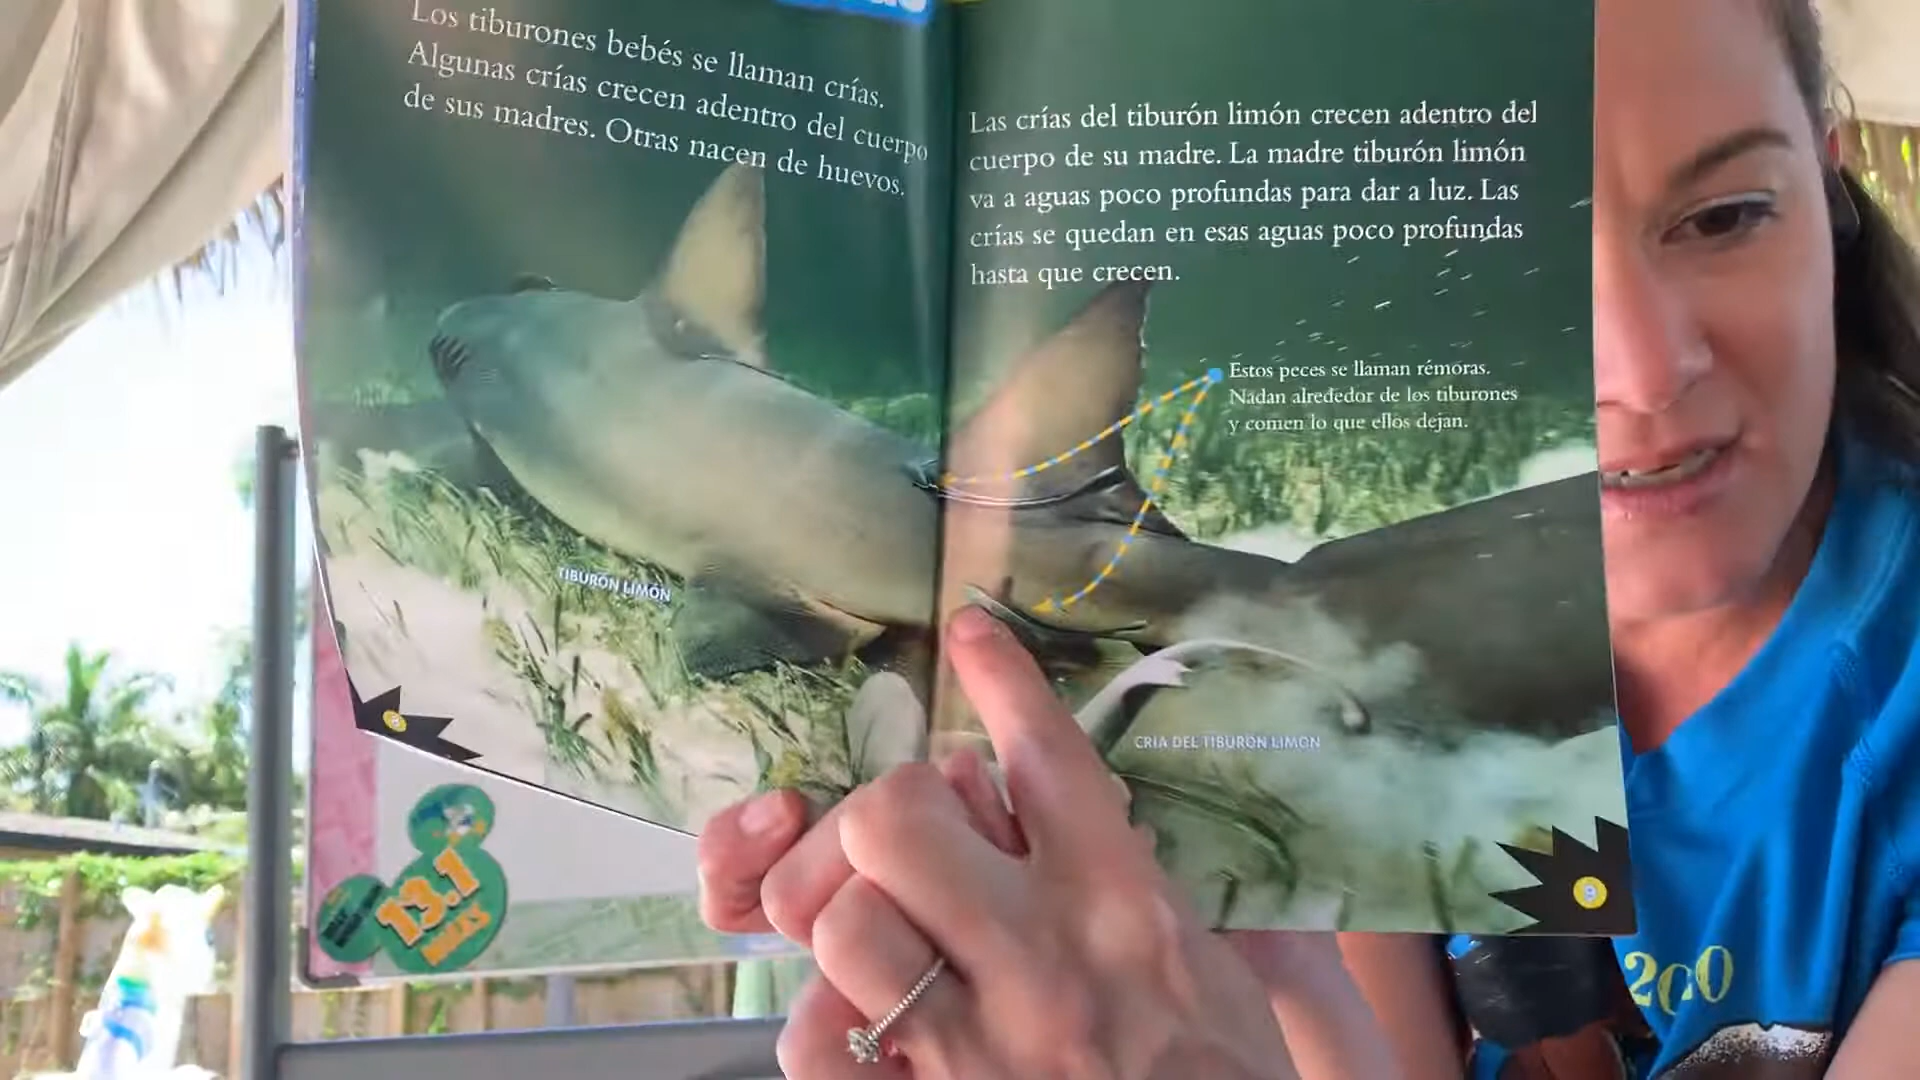 Los tiburones bebés se llaman crías.
Algunas crías crecen adentro del cuerpo
de sus madres. Otras nacen de huevos.
Las crías del tiburón limón crecen adentro del
cuerpo de su madre. La madre tiburón limón
va a aguas poco profundas para dar a luz. Las
crías se quedan en esas aguas poco profundas
hasta que crecen.
Estos peces se llaman rémoras.
Nadan alrededor de los tiburones
y comen lo que ellos dejan.
TIBURÓN LIMÓN
CRÍA DEL TIBURÓN LIMÓN
13.1
MILES